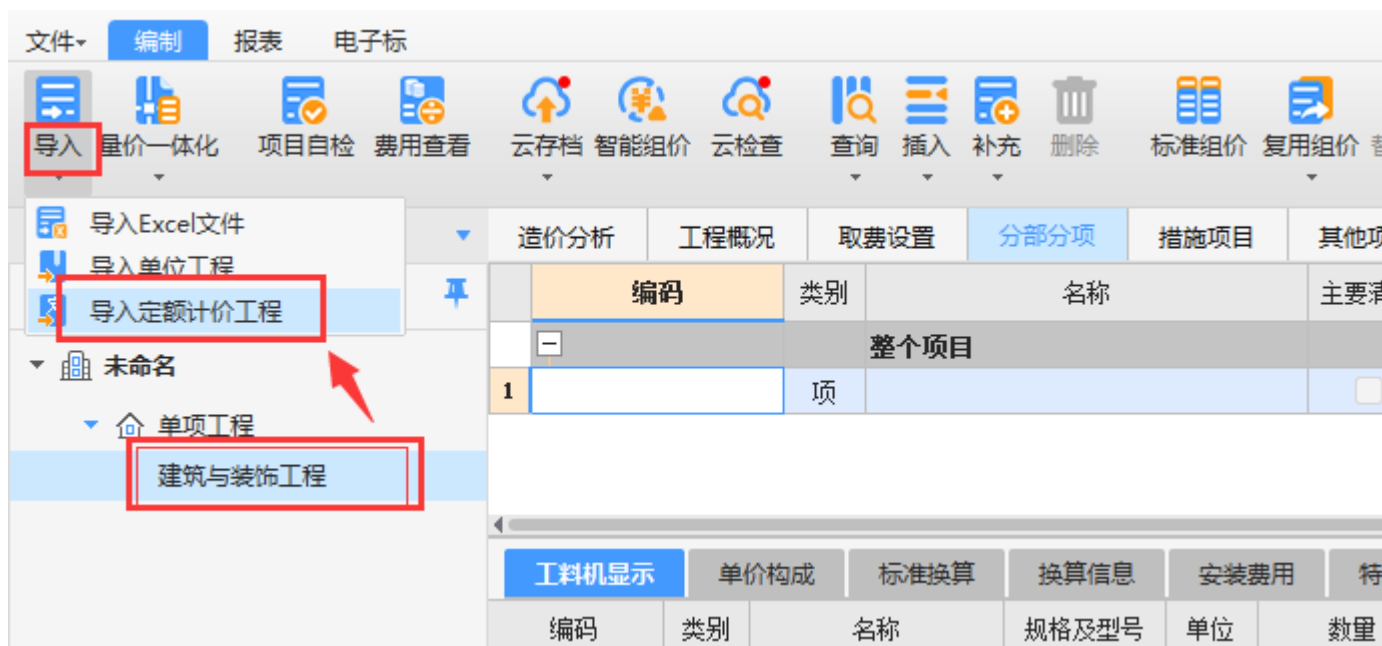 文件 编制 报表 电子标
导入 量价一体化 项目自检 费用查看 云存档 智能组价 云检查 查询 插入 补充 删除 标准组价 复用组价
导入Excel文件
导入单位工程
导入定额计价工程
造价分析 工程概况 取费设置 分部分项 措施项目 其他项
编码 类别 名称 主要清
整个项目
未命名
1 项
单项工程
建筑与装饰工程
工料机显示 单价构成 标准换算 换算信息 安装费用 特
编码 类别 名称 规格及型号 单位 数量